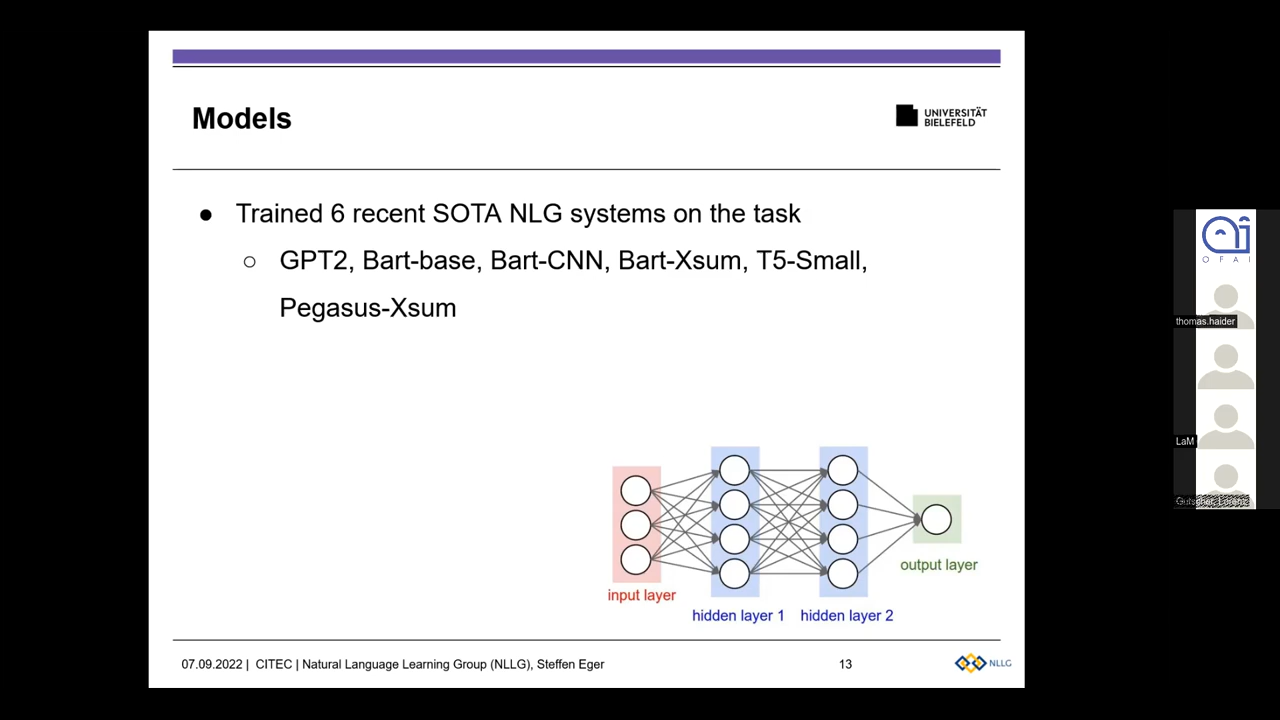 Models
UNIVERSITÄT
BIELEFELD
● Trained 6 recent SOTA NLG systems on the task
○ GPT2, Bart-base, Bart-CNN, Bart-Xsum, T5-Small,
Pegasus-Xsum
input layer
hidden layer 1
hidden layer 2
output layer
07.09.2022 | CITEC | Natural Language Learning Group (NLLG), Steffen Eger
13
NLLG
OFAI
thomas.haider
LaM